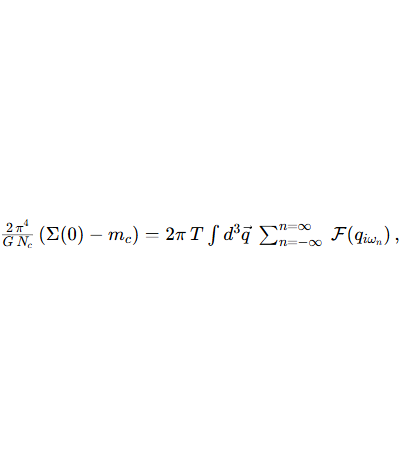 \frac{2\,\pi^4}{G\,N_c}\,(\Sigma(0) - m_c) = 2\pi\,T \int d^3\vec{q}\, \sum_{n=-\infty}^{n=\infty} \mathcal{F}(q_{i\omega_n})\,,